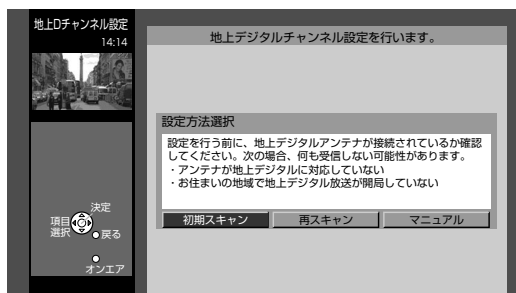 地上Dチャンネル設定
14:14
地上デジタルチャンネル設定を行います。
設定方法選択
設定を行う前に、地上デジタルアンテナが接続されているか確認
してください。次の場合、何も受信しない可能性があります。
・アンテナが地上デジタルに対応していない
・お住まいの地域で地上デジタル放送が開局していない
初期スキャン 再スキャン マニュアル
決定
項目
選択
戻る
オンエア